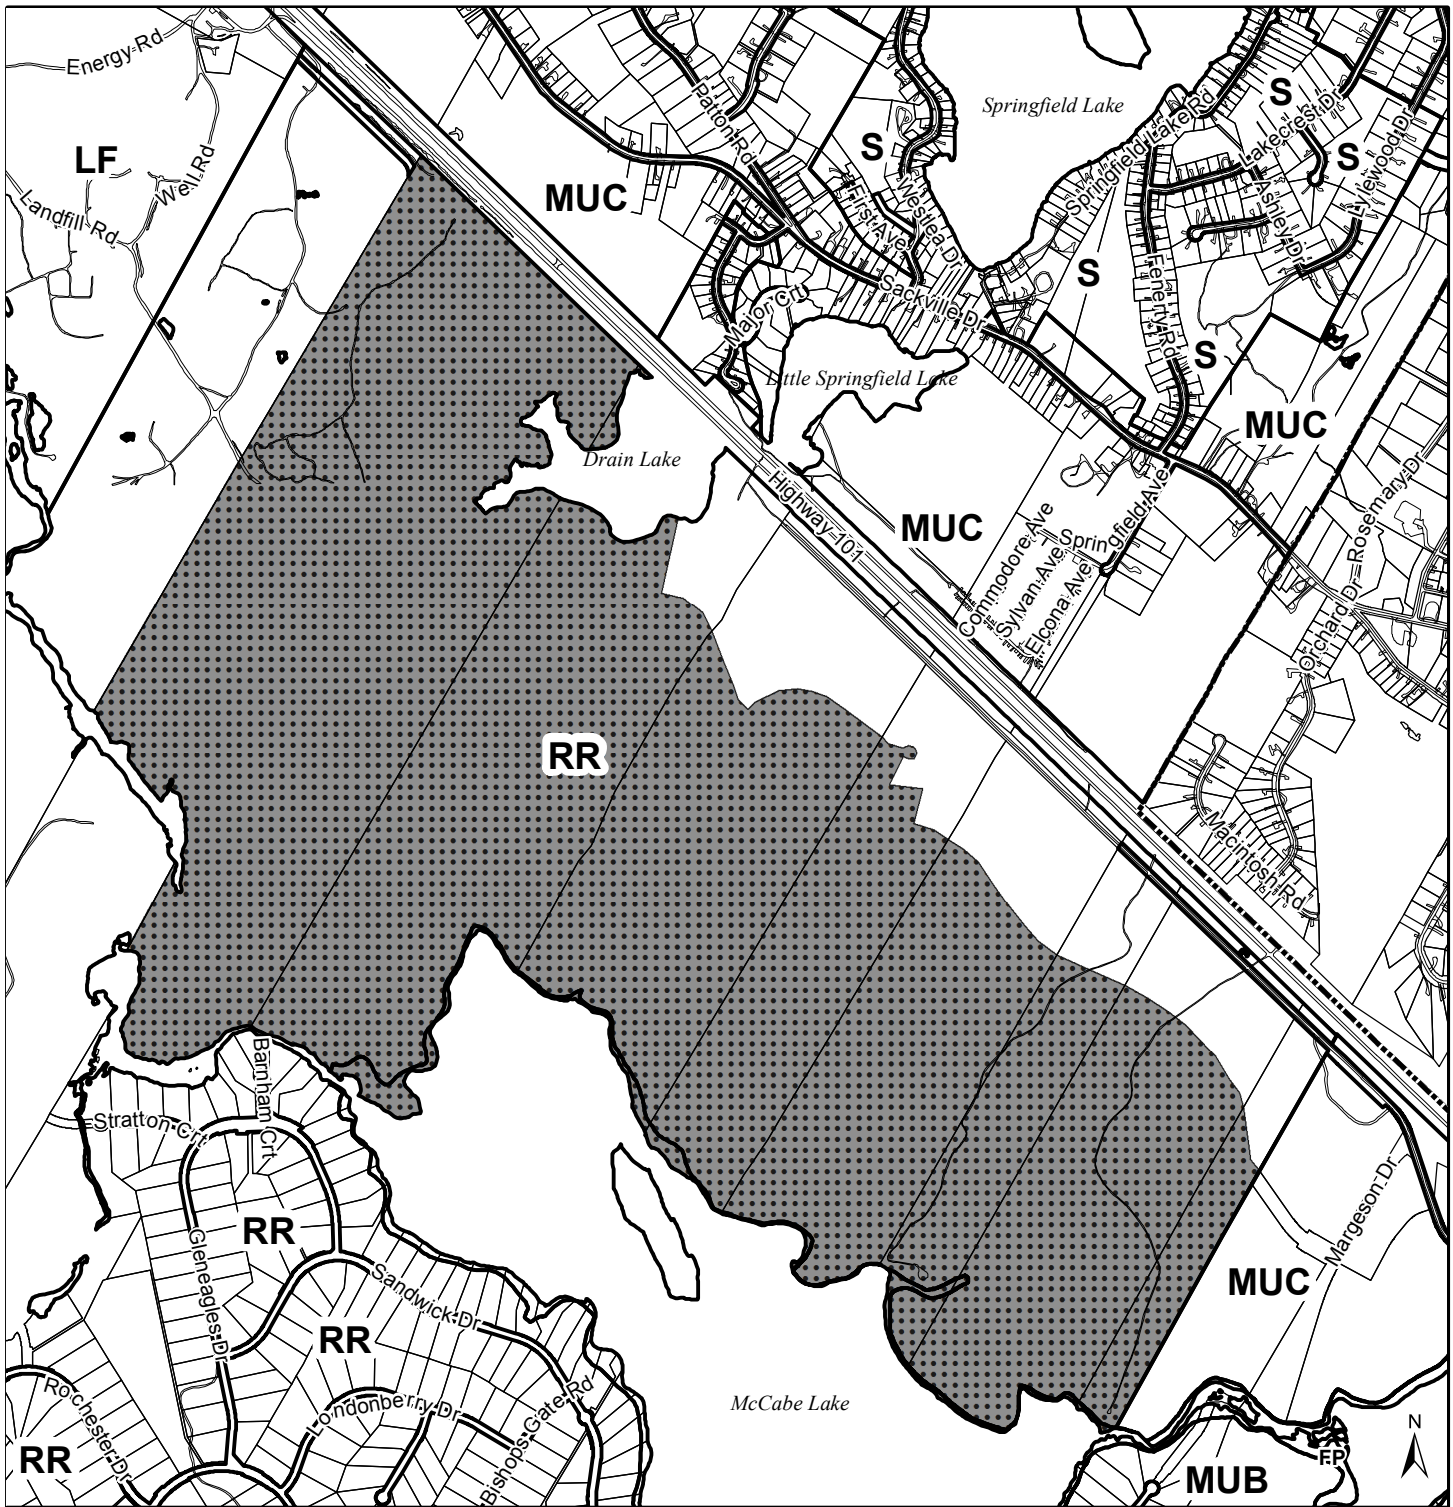 Energy Rd
Springfield Lake
Springfield Lake Rd
S
Lakecrest Dr
Patton Rd
LF
Well Rd
S
S
Lylewood Dr
MUC
Landfill Rd
First Ave
Westlea Dr
Ashley Dr
S
Fenerty Rd
Major Crt
Sackville Dr
S
Little Springfield Lake
MUC
Drain Lake
Rosemary Dr
Highway 101
MUC
Springfield Ave
Commodore Ave
Sylvan Ave
Elcona Ave
Orchard Dr
RR
Macintosh Rd
Barnham Crt
Stratton Crt
Margeson Dr
RR
Gleneagles Dr
MUC
Sandwick Dr
RR
Rochester Dr
Londonberry Dr
Bishops Gate Rd
McCabe Lake
N
RR
FP
MUB